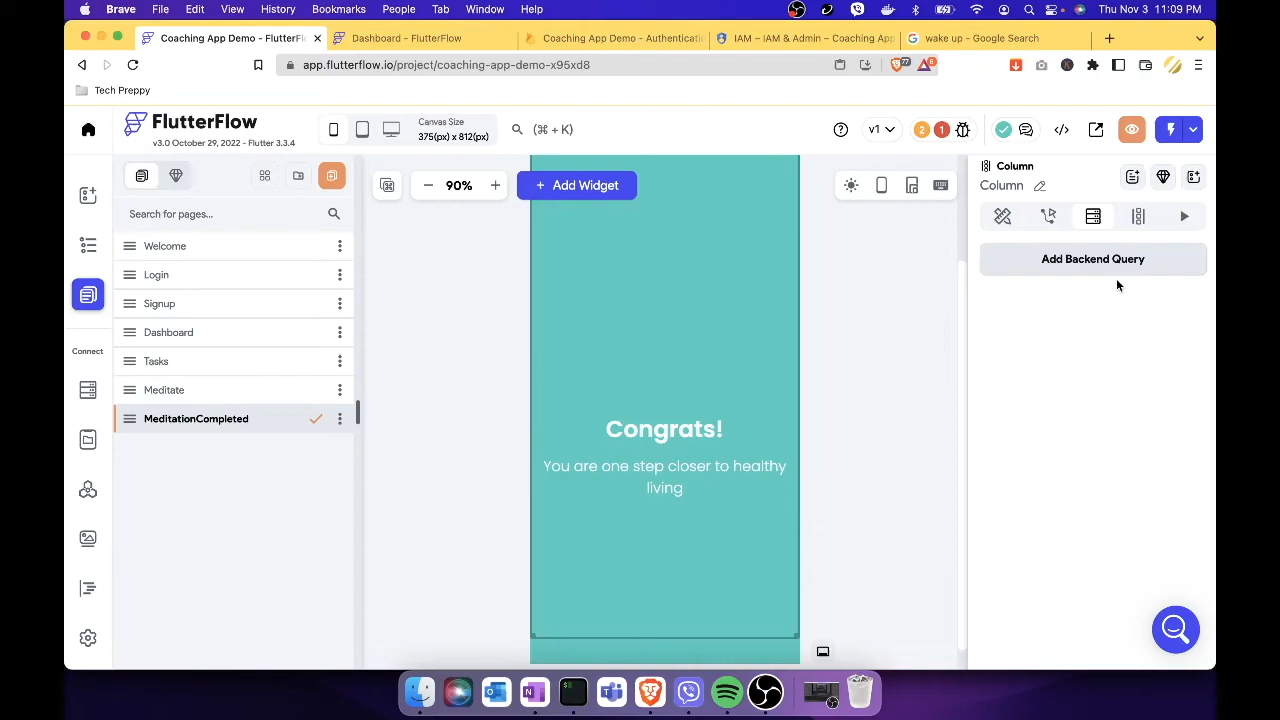 Brave File Edit View History Bookmarks People Tab Window Help Thu Nov 3 11:09 PM
Coaching App Demo - FlutterFl Dashboard - FlutterFlow Coaching App Demo - Authenticati IAM – IAM & Admin – Coaching App wake up - Google Search
app.flutterflow.io/project/coaching-app-demo-x95xd8 77 6
Tech Preppy
FlutterFlow
v3.0 October 29, 2022 - Flutter 3.3.4
Canvas Size
375(px) x 812(px)
(⌘ + K)
v1
2 1
Column
Column
90%
+ Add Widget
Search for pages...
Welcome
Login
Signup
Dashboard
Tasks
Meditate
MeditationCompleted
Connect
Add Backend Query
Congrats!
You are one step closer to healthy
living